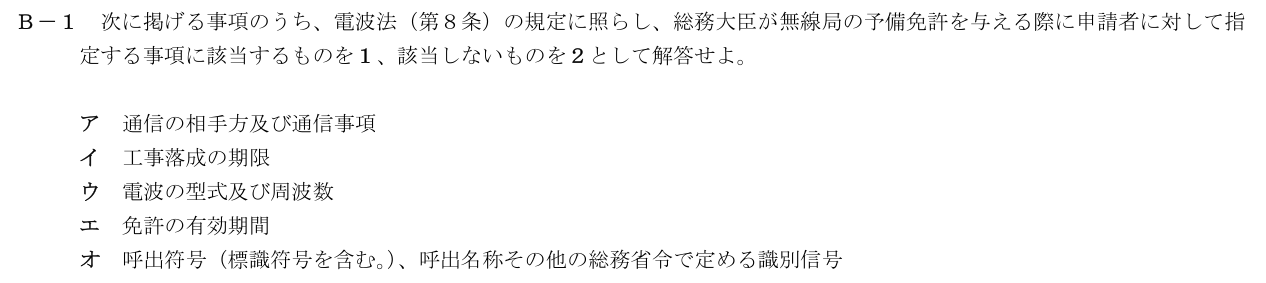 Ｂ－１　次に掲げる事項のうち、電波法（第８条）の規定に照らし、総務大臣が無線局の予備免許を与える際に申請者に対して指
定する事項に該当するものを１、該当しないものを２として解答せよ。
ア　通信の相手方及び通信事項
イ　工事落成の期限
ウ　電波の型式及び周波数
エ　免許の有効期間
オ　呼出符号（標識符号を含む。）、呼出名称その他の総務省令で定める識別信号